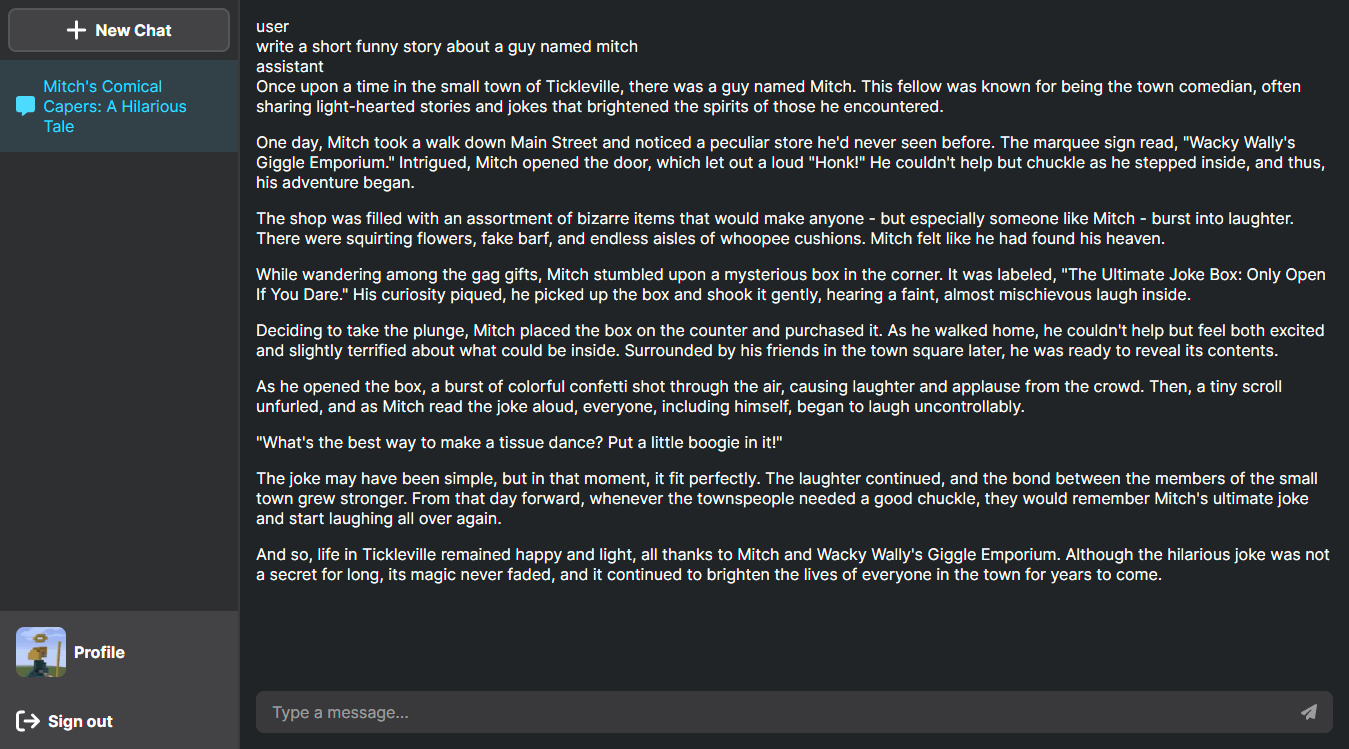 New Chat
Mitch's Comical
Capers: A Hilarious
Tale
user
write a short funny story about a guy named mitch
assistant
Once upon a time in the small town of Tickleville, there was a guy named Mitch. This fellow was known for being the town comedian, often
sharing light-hearted stories and jokes that brightened the spirits of those he encountered.
One day, Mitch took a walk down Main Street and noticed a peculiar store he'd never seen before. The marquee sign read, "Wacky Wally's
Giggle Emporium." Intrigued, Mitch opened the door, which let out a loud "Honk!" He couldn't help but chuckle as he stepped inside, and thus,
his adventure began.
The shop was filled with an assortment of bizarre items that would make anyone - but especially someone like Mitch - burst into laughter.
There were squirting flowers, fake barf, and endless aisles of whoopee cushions. Mitch felt like he had found his heaven.
While wandering among the gag gifts, Mitch stumbled upon a mysterious box in the corner. It was labeled, "The Ultimate Joke Box: Only Open
If You Dare." His curiosity piqued, he picked up the box and shook it gently, hearing a faint, almost mischievous laugh inside.
Deciding to take the plunge, Mitch placed the box on the counter and purchased it. As he walked home, he couldn't help but feel both excited
and slightly terrified about what could be inside. Surrounded by his friends in the town square later, he was ready to reveal its contents.
As he opened the box, a burst of colorful confetti shot through the air, causing laughter and applause from the crowd. Then, a tiny scroll
unfurled, and as Mitch read the joke aloud, everyone, including himself, began to laugh uncontrollably.
"What's the best way to make a tissue dance? Put a little boogie in it!"
The joke may have been simple, but in that moment, it fit perfectly. The laughter continued, and the bond between the members of the small
town grew stronger. From that day forward, whenever the townspeople needed a good chuckle, they would remember Mitch's ultimate joke
and start laughing all over again.
And so, life in Tickleville remained happy and light, all thanks to Mitch and Wacky Wally's Giggle Emporium. Although the hilarious joke was not
a secret for long, its magic never faded, and it continued to brighten the lives of everyone in the town for years to come.
Profile
Sign out
Type a message...